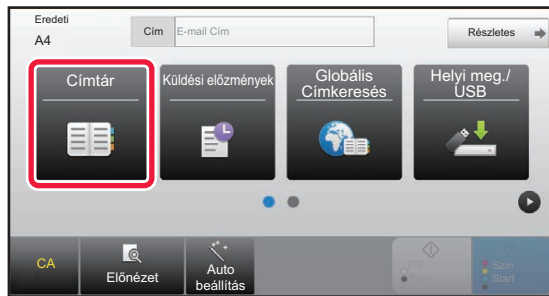 Eredeti
A4
Cím
E-mail Cím
Részletes
Címtár
Küldési előzmények
Globális
Címkeresés
Helyi meg./
USB
CA
Előnézet
Auto
beállítás
Szín
Start